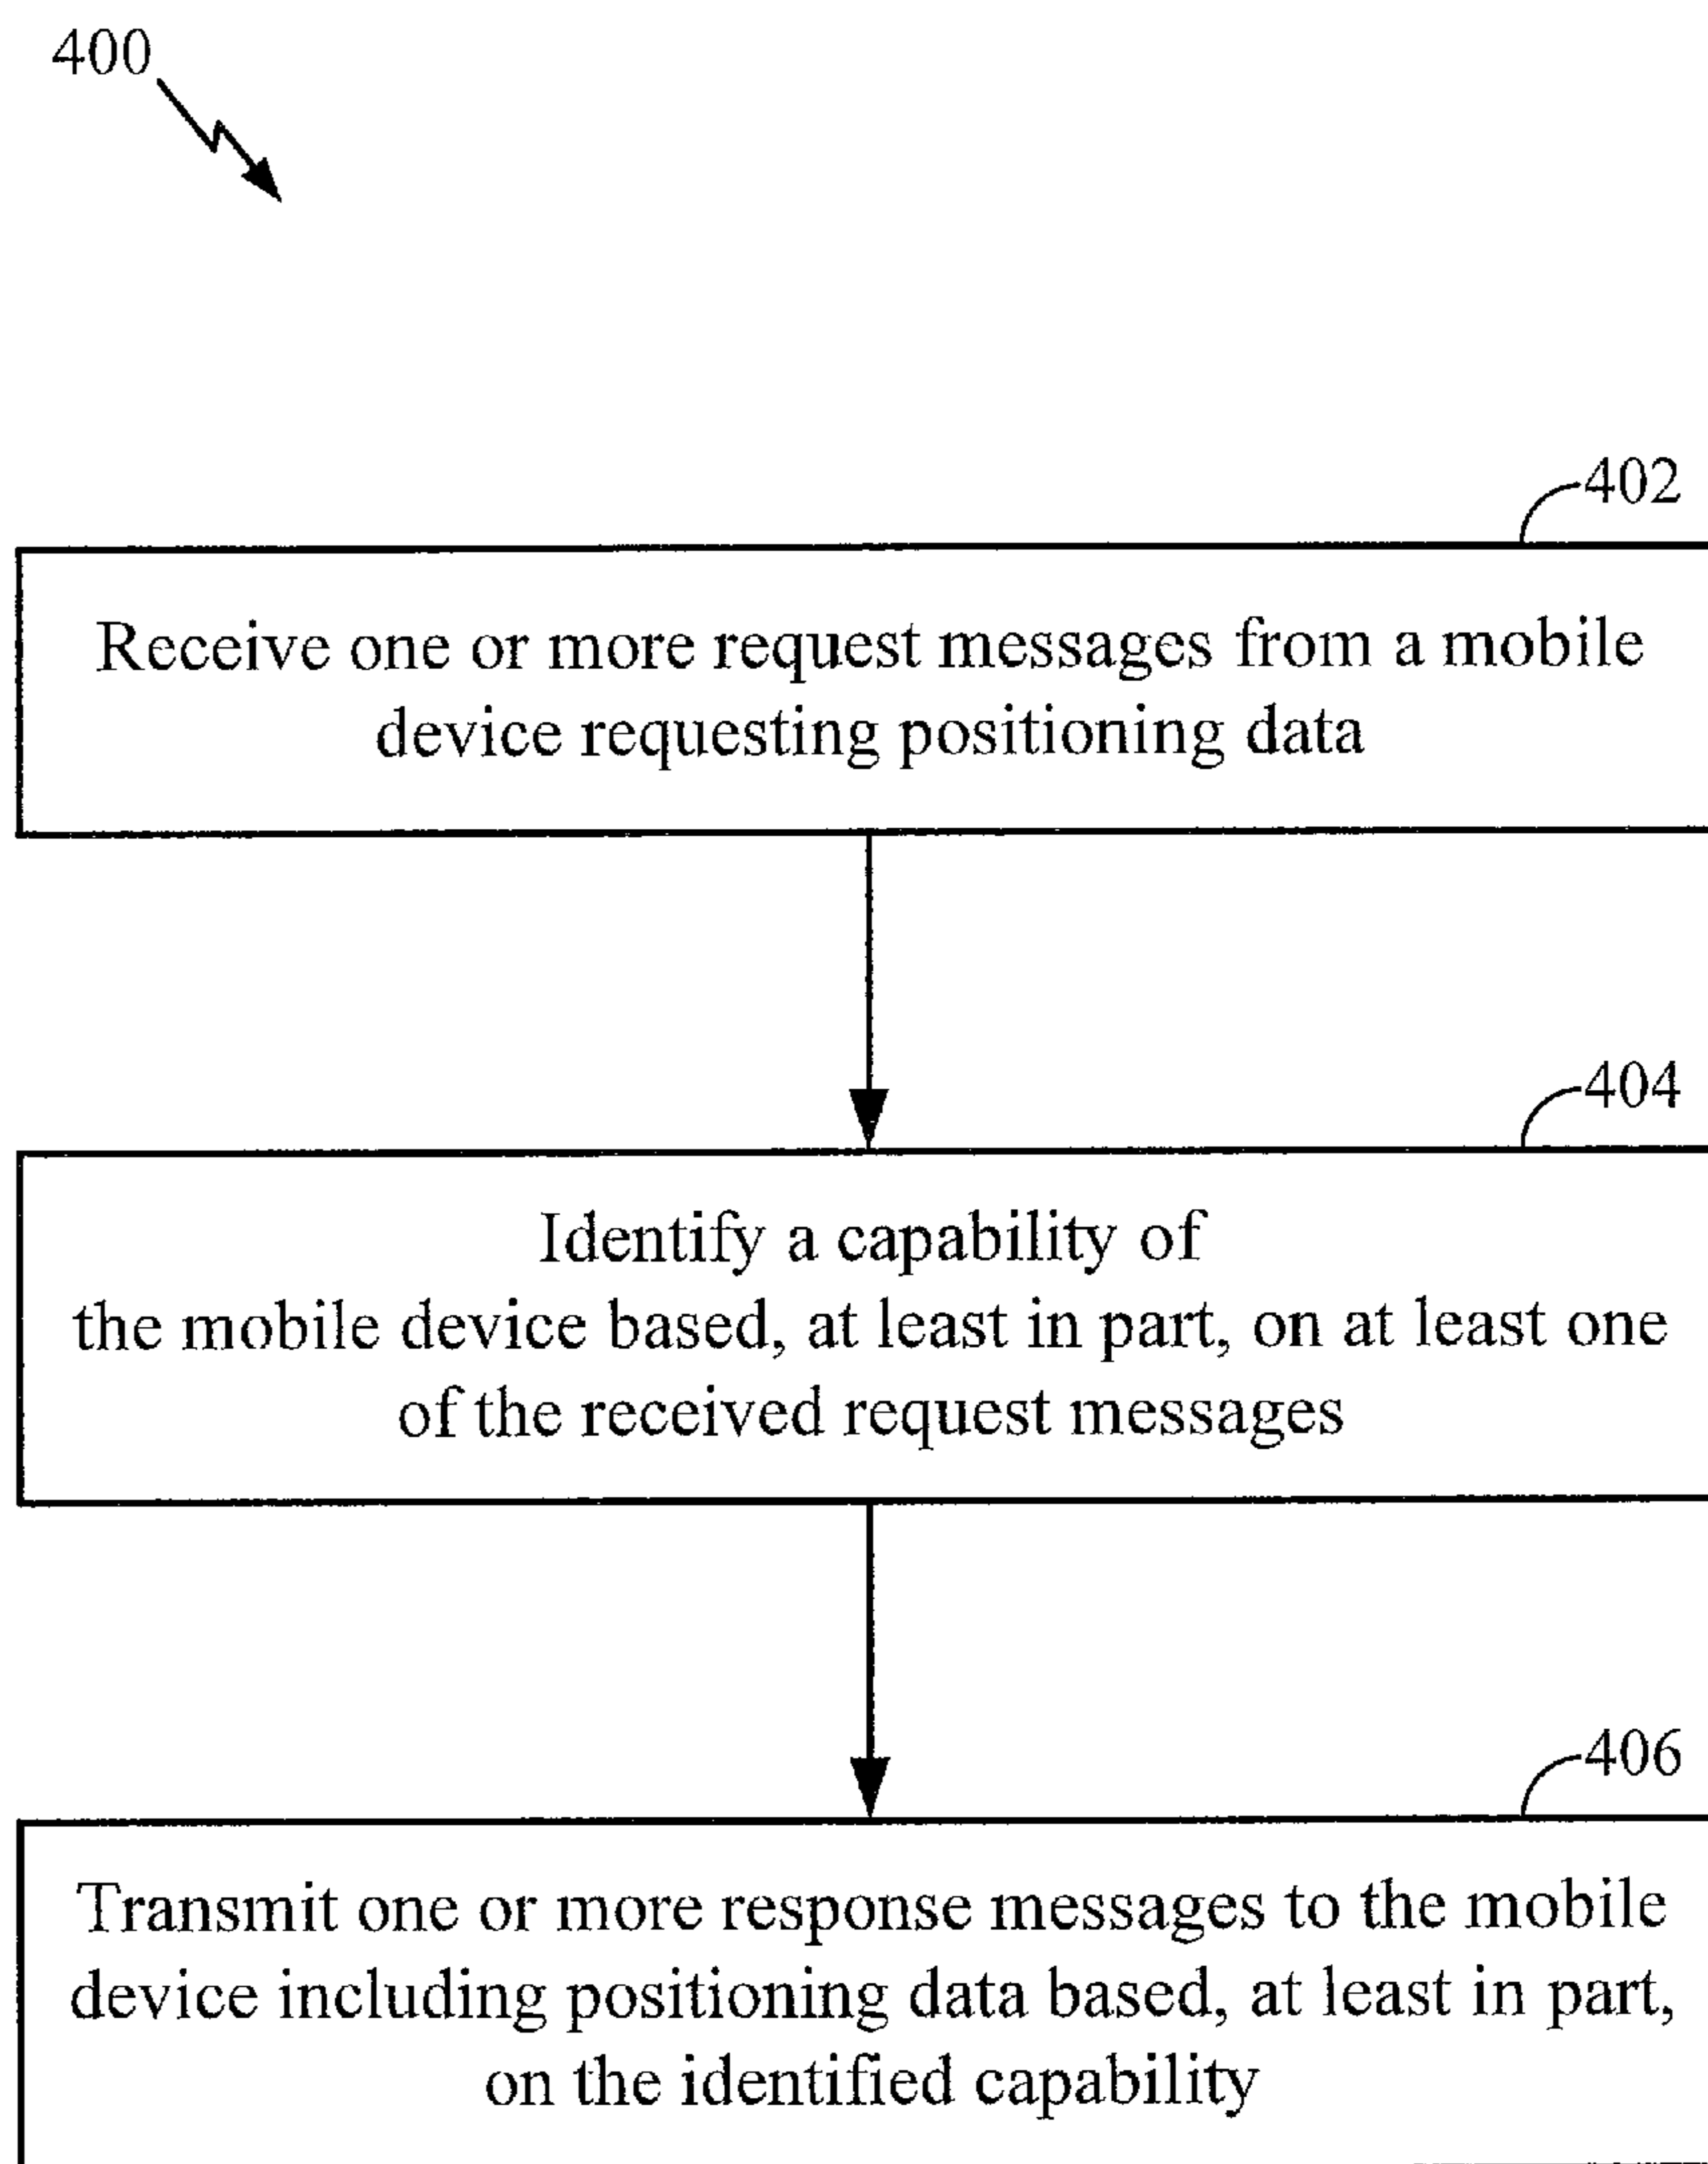 400
402
Receive one or more request messages from a mobile
device requesting positioning data
404
Identify a capability of
the mobile device based, at least in part, on at least one
of the received request messages
406
Transmit one or more response messages to the mobile
device including positioning data based, at least in part,
on the identified capability